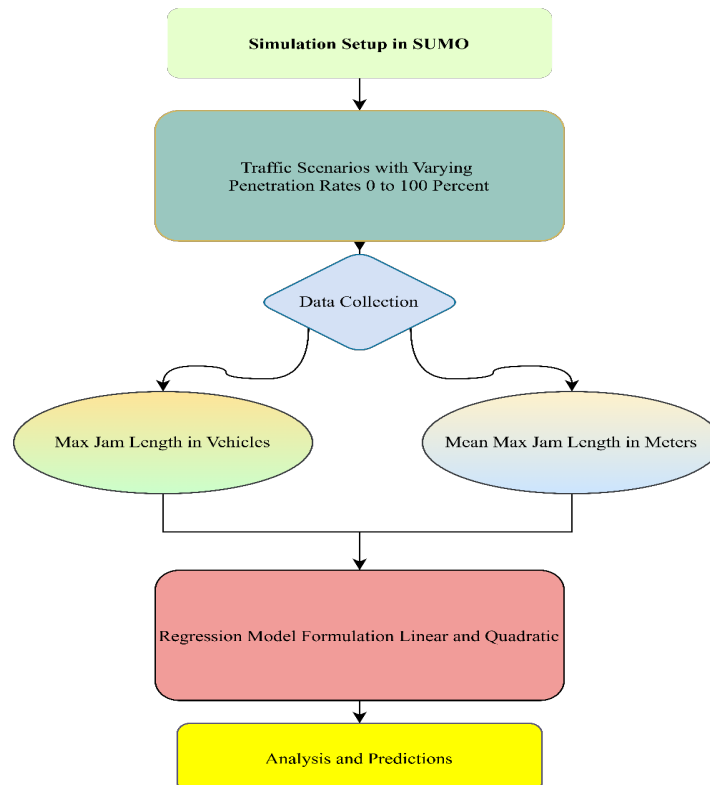 Simulation Setup in SUMO
Traffic Scenarios with Varying
Penetration Rates 0 to 100 Percent
Data Collection
Max Jam Length in Vehicles
Mean Max Jam Length in Meters
Regression Model Formulation Linear and Quadratic
Analysis and Predictions